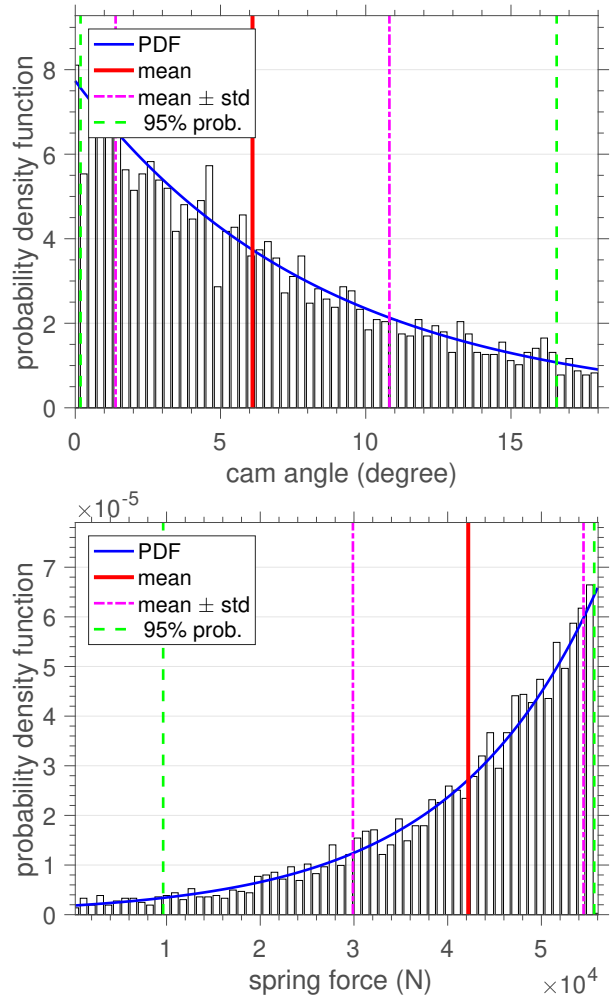 PDF
mean
mean ± std
95% prob.
probability density function
8
6
4
2
0
0 5 10 15
cam angle (degree)
×10⁻⁵
PDF
mean
mean ± std
95% prob.
probability density function
7
6
5
4
3
2
1
0
1 2 3 4 5
spring force (N)
×10⁴